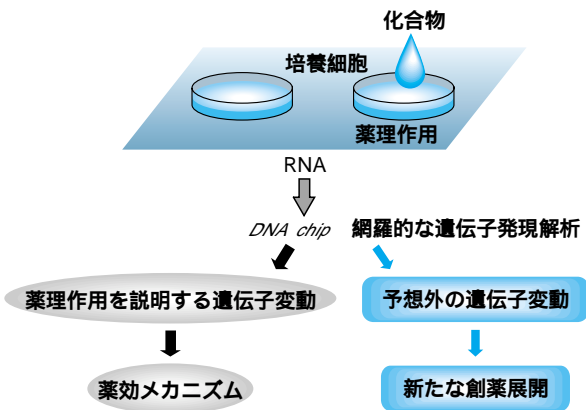 化合物
培養細胞
薬理作用
RNA
DNA chip 網羅的な遺伝子発現解析
薬理作用を説明する遺伝子変動
予想外の遺伝子変動
薬効メカニズム
新たな創薬展開